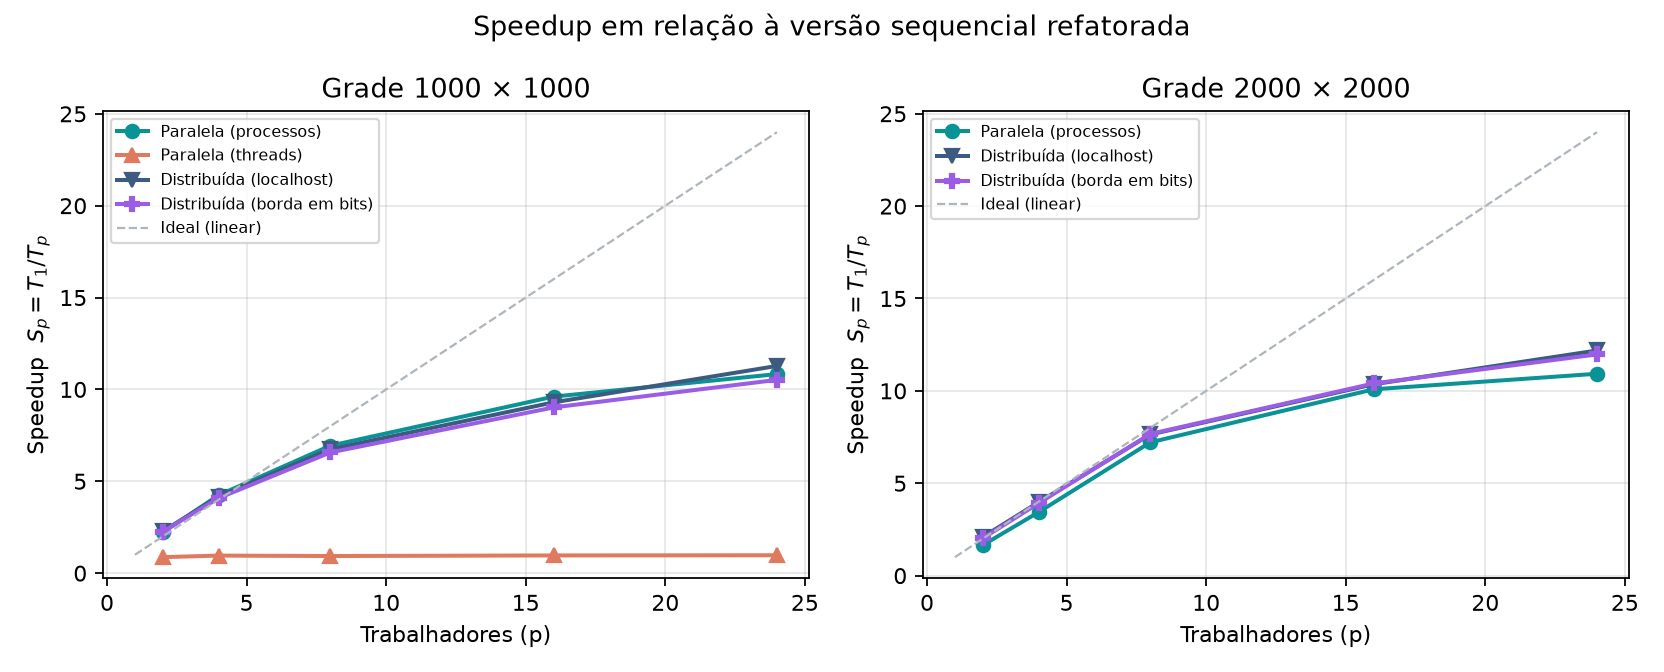 Speedup em relação à versão sequencial refatorada
Grade 1000 × 1000
25
20
15
10
5
0
Speedup S_p = T_1/T_p
Paralela (processos)
Paralela (threads)
Distribuída (localhost)
Distribuída (borda em bits)
Ideal (linear)
0 5 10 15 20 25
Trabalhadores (p)
Grade 2000 × 2000
25
20
15
10
5
0
Speedup S_p = T_1/T_p
Paralela (processos)
Distribuída (localhost)
Distribuída (borda em bits)
Ideal (linear)
0 5 10 15 20 25
Trabalhadores (p)